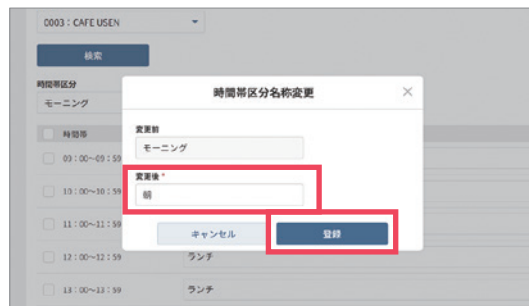 0003：CAFE USEN
検索
時間帯区分
モーニング
時間帯
09：00～09：59
10：00～10：59
11：00～11：59
12：00～12：59 ランチ
13：00～13：59 ランチ
時間帯区分名称変更
変更前
モーニング
変更後 *
朝
キャンセル
登録